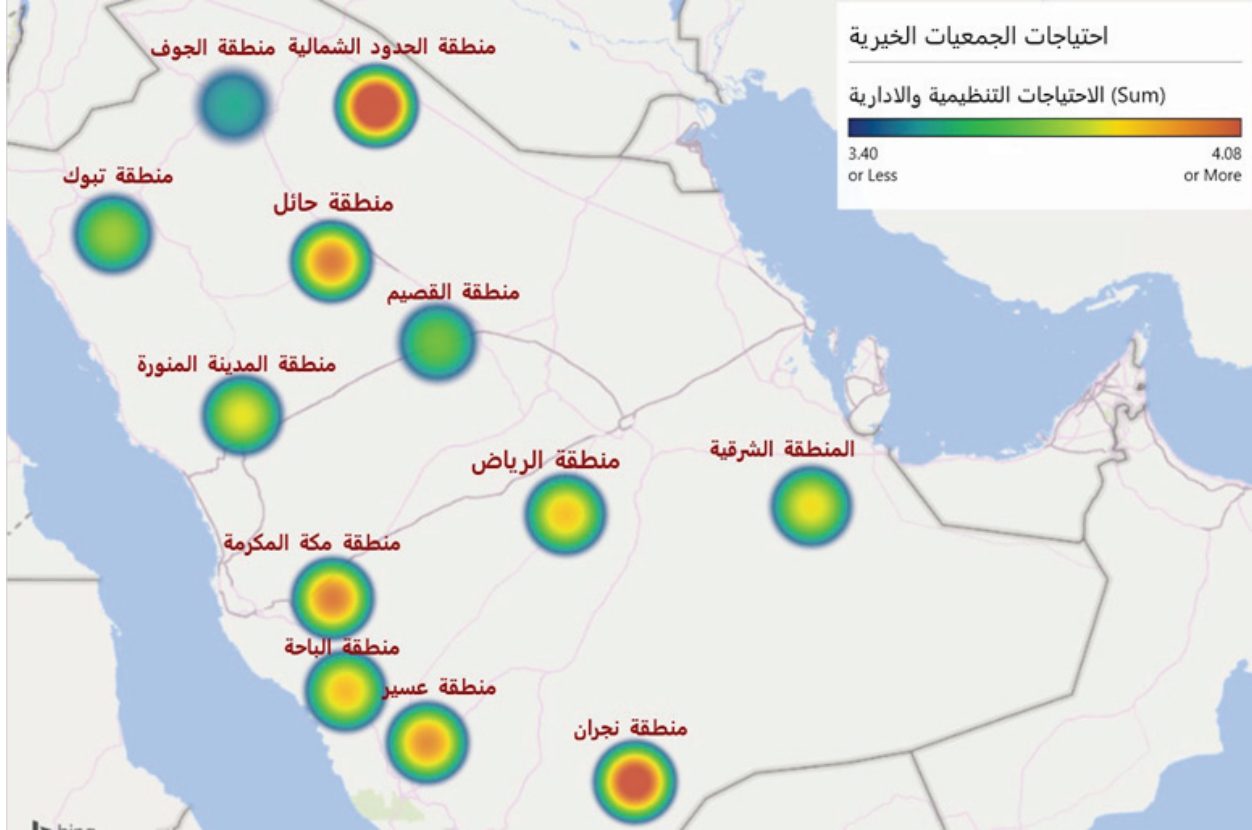 احتياجات الجمعيات الخيرية
الاحتياجات التنظيمية والادارية (Sum)
3.40
or Less
4.08
or More
منطقة الحدود الشمالية
منطقة الجوف
منطقة تبوك
منطقة حائل
منطقة القصيم
منطقة المدينة المنورة
المنطقة الشرقية
منطقة الرياض
منطقة مكة المكرمة
منطقة الباحة
منطقة عسير
منطقة نجران
bing